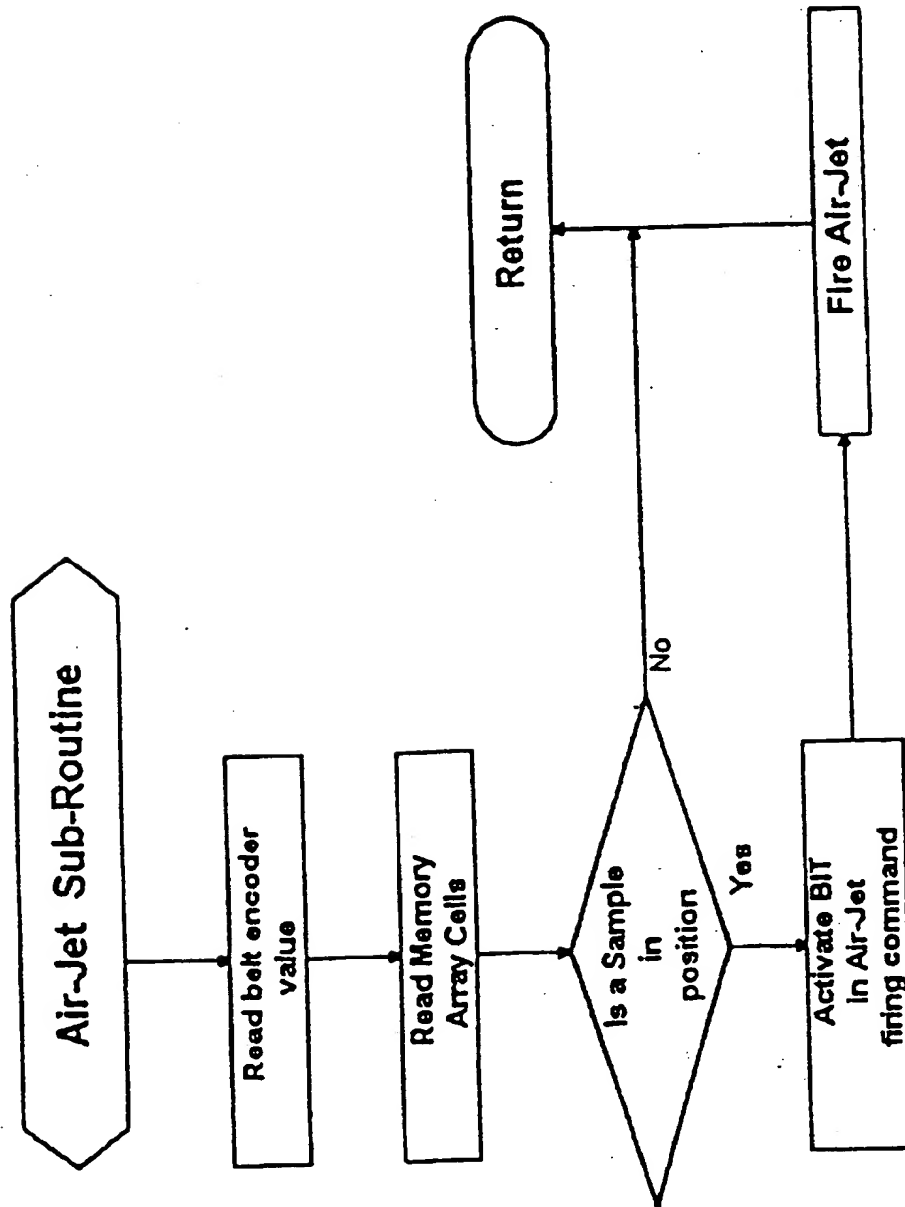 Air-Jet Sub-Routine
Read belt encoder
value
Read Memory
Array Cells
Is a Sample
in
position
No
Yes
Activate BIT
in Air-Jet
firing command
Fire Air-Jet
Return